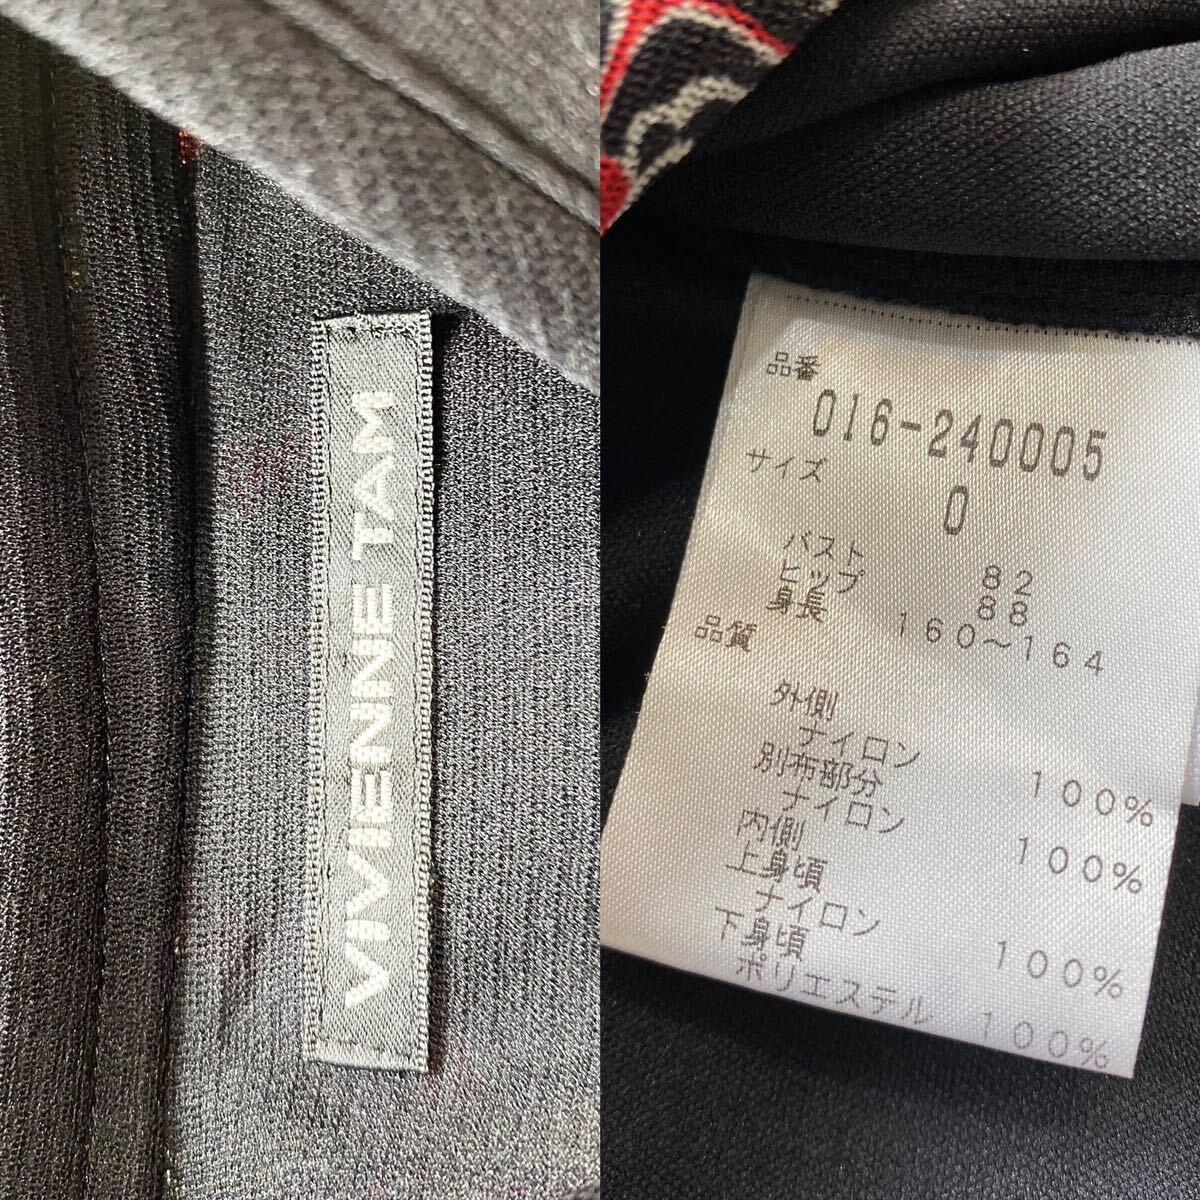 VIVIENNE TAM
品番
016-240005
サイズ
0
バスト 82
ヒップ 88
身長 160~164
品質
外側
ナイロン 100%
別布部分
ナイロン 100%
内側
上身頃
ナイロン 100%
下身頃
ポリエステル 100%